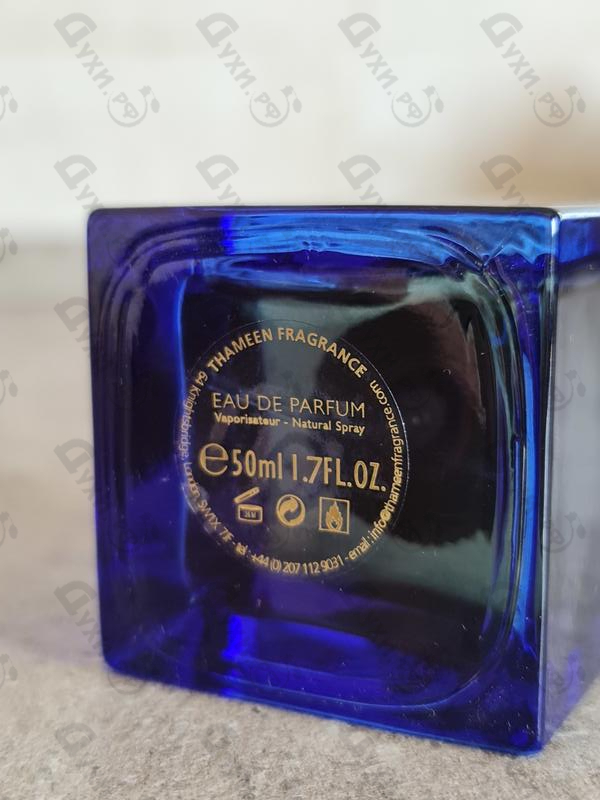 THAMEEN FRAGRANCE
EAU DE PARFUM
Vaporisateur - Natural Spray
e50ml 1.7FL.OZ.
64 Knightsbridge, London, SW1X 7JF - tel: +44 (0) 207 112 9031 - email: info@thameenfragrance.com
Духи.рф